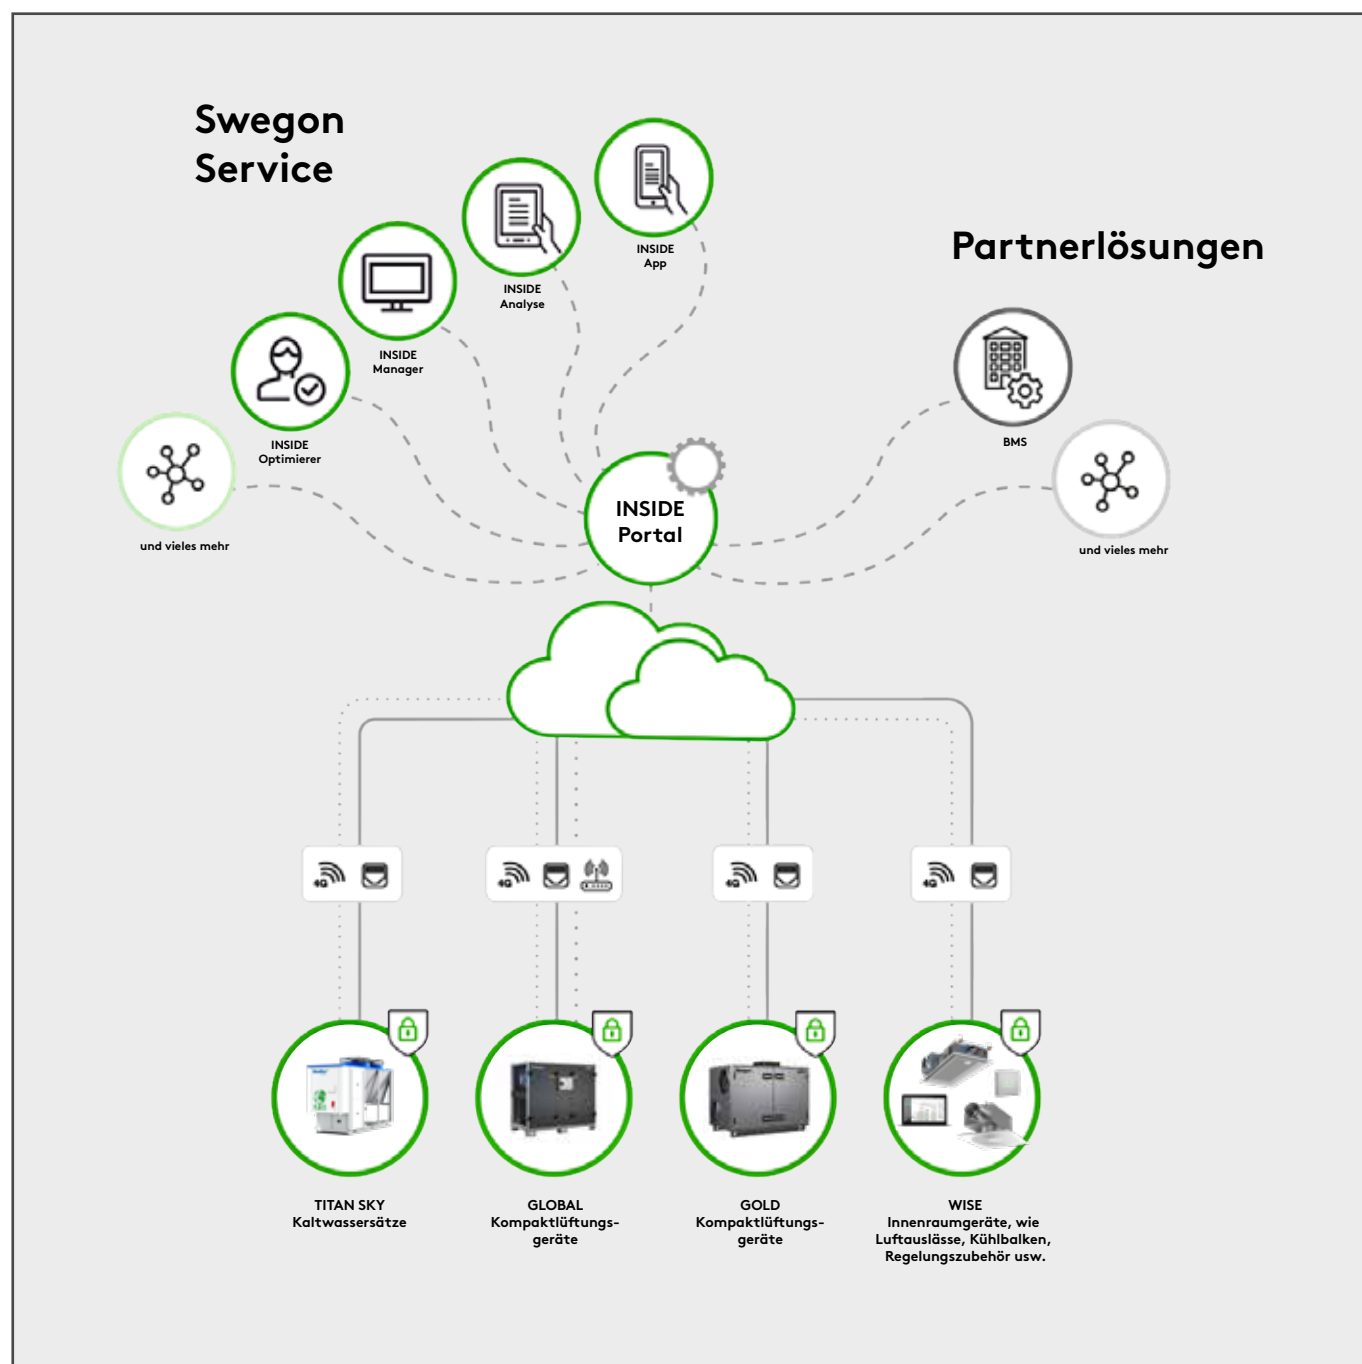 Swegon
Service
Partnerlösungen
INSIDE
App
INSIDE
Analyse
INSIDE
Manager
INSIDE
Optimierer
und vieles mehr
BMS
und vieles mehr
INSIDE
Portal
4G
4G
4G
4G
TITAN SKY
Kaltwassersätze
GLOBAL
Kompaktlüftungs-
geräte
GOLD
Kompaktlüftungs-
geräte
WISE
Innenraumgeräte, wie
Luftauslässe, Kühlbalken,
Regelungszubehör usw.